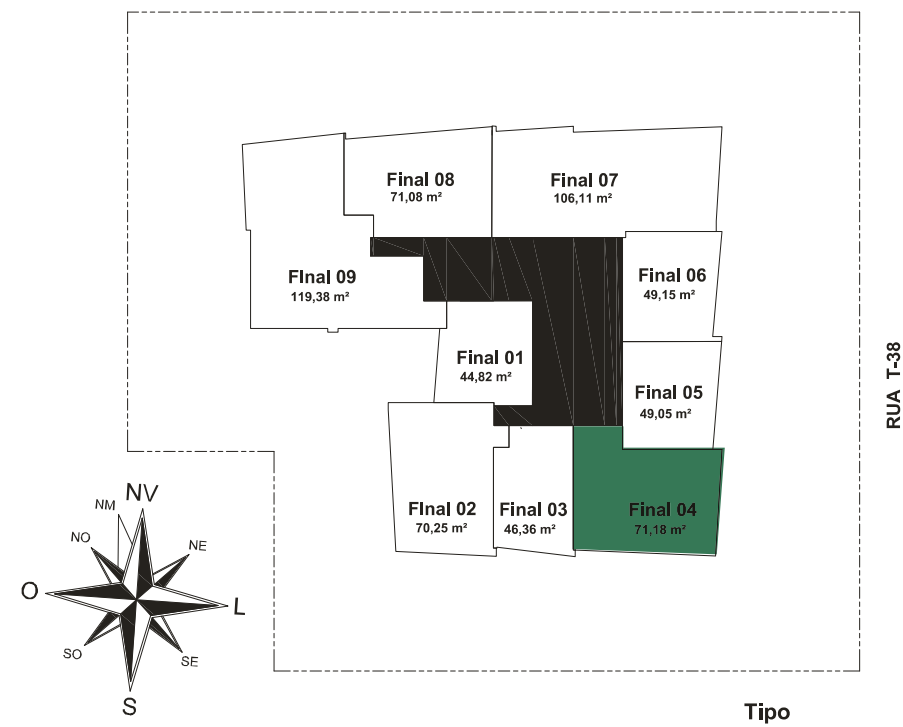 Final 08
71,08 m²
Final 07
106,11 m²
FInal 09
119,38 m²
Final 06
49,15 m²
Final 01
44,82 m²
Final 05
49,05 m²
FInal 02
70,25 m²
Final 03
46,36 m²
Final 04
71,18 m²
RUA T-38
NM
NV
NO
NE
O
L
SO
SE
S
Tipo